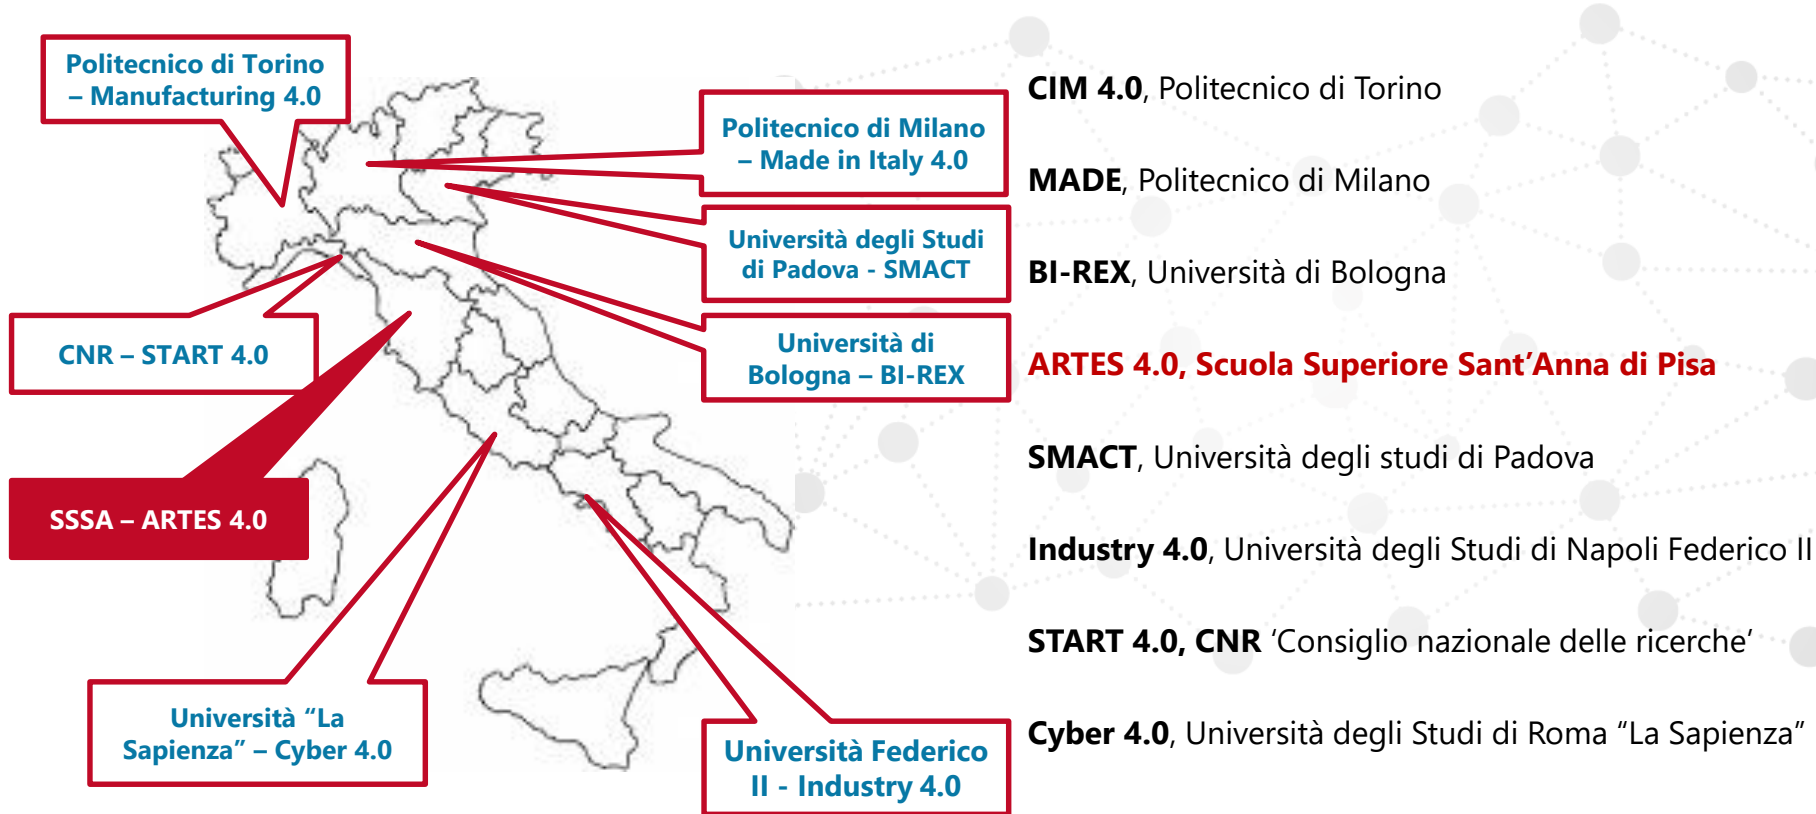 Politecnico di Torino
– Manufacturing 4.0
Politecnico di Milano
– Made in Italy 4.0
Università degli Studi
di Padova - SMACT
Università di
Bologna – BI-REX
CNR – START 4.0
SSSA – ARTES 4.0
Università “La
Sapienza” – Cyber 4.0
Università Federico
II - Industry 4.0
CIM 4.0, Politecnico di Torino
MADE, Politecnico di Milano
BI-REX, Università di Bologna
ARTES 4.0, Scuola Superiore Sant’Anna di Pisa
SMACT, Università degli studi di Padova
Industry 4.0, Università degli Studi di Napoli Federico II
START 4.0, CNR ‘Consiglio nazionale delle ricerche’
Cyber 4.0, Università degli Studi di Roma “La Sapienza”